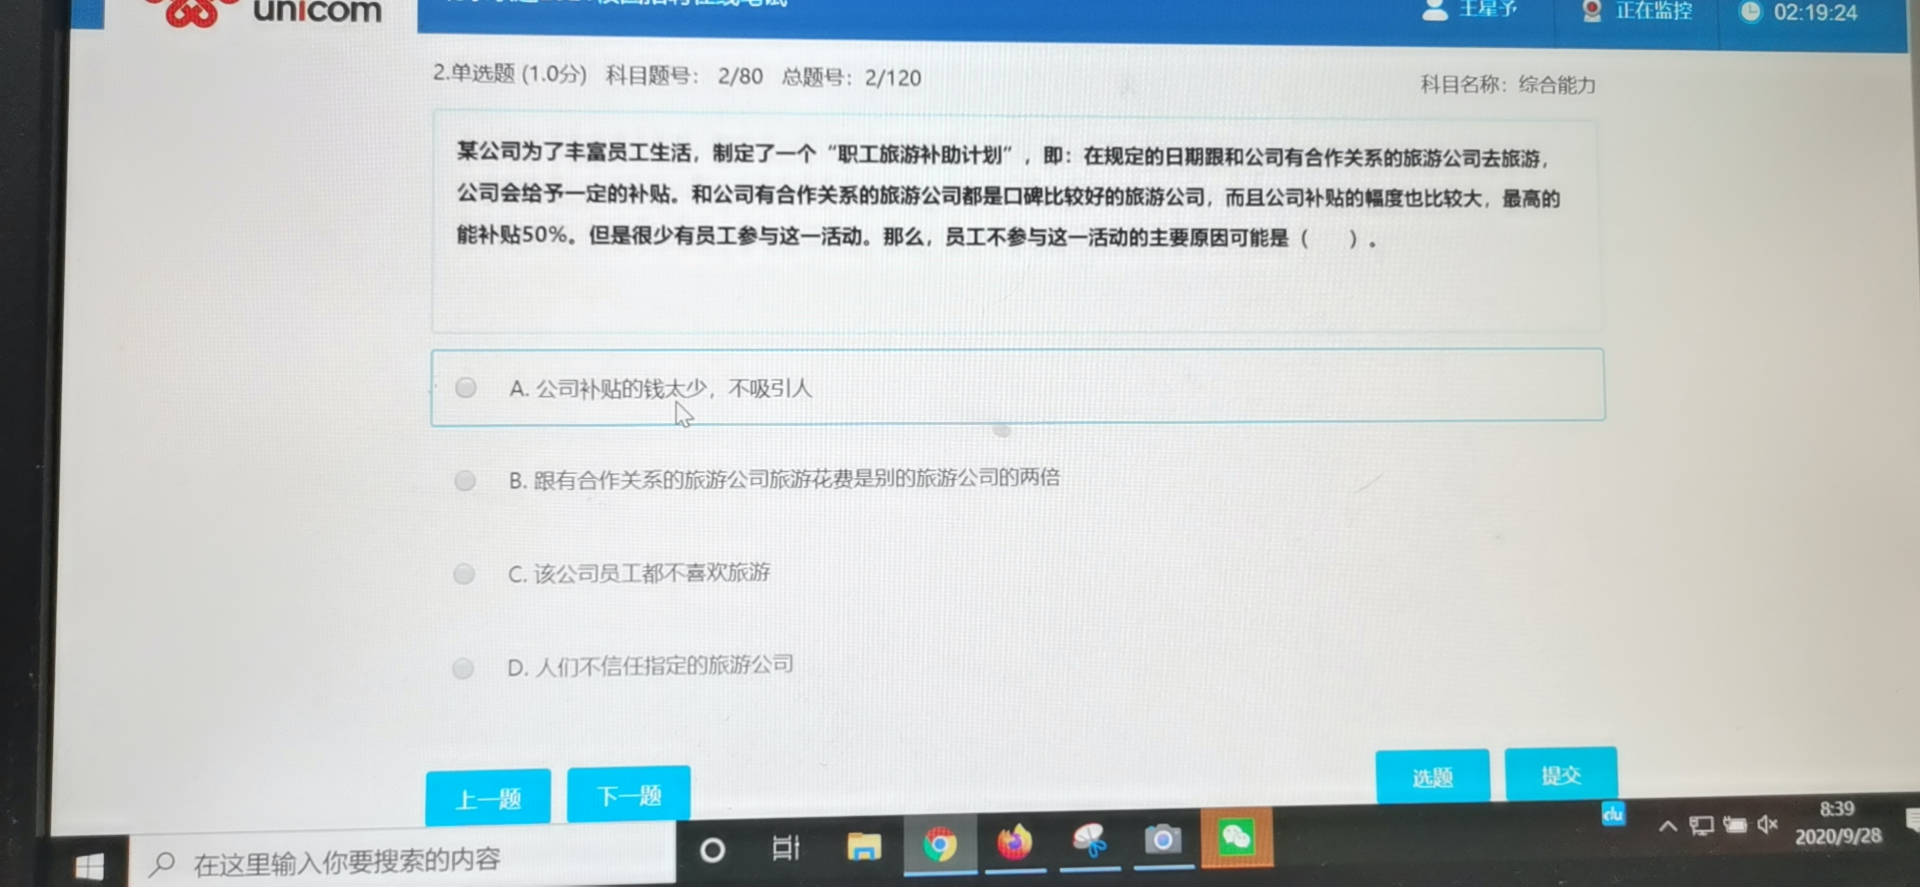 unicom
王星予
正在监控
02:19:24
2.单选题 (1.0分) 科目题号： 2/80 总题号：2/120
科目名称：综合能力
某公司为了丰富员工生活，制定了一个“职工旅游补助计划”，即：在规定的日期跟和公司有合作关系的旅游公司去旅游，
公司会给予一定的补贴。和公司有合作关系的旅游公司都是口碑比较好的旅游公司，而且公司补贴的幅度也比较大，最高的
能补贴50%。但是很少有员工参与这一活动。那么，员工不参与这一活动的主要原因可能是（ ）。
A. 公司补贴的钱太少，不吸引人
B. 跟有合作关系的旅游公司旅游花费是别的旅游公司的两倍
C. 该公司员工都不喜欢旅游
D. 人们不信任指定的旅游公司
上一题
下一题
选题
提交
du
在这里输入你要搜索的内容
8:39
2020/9/28